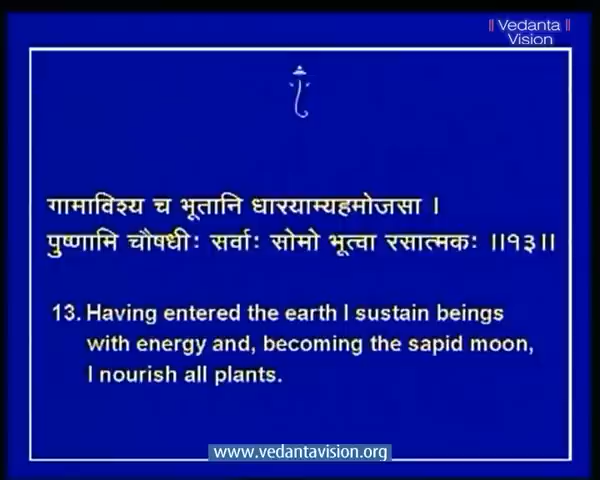 || Vedanta ||
Vision
गामाविश्य च भूतानि धारयाम्यहमोजसा ।
पुष्णामि चौषधीः सर्वाः सोमो भूत्वा रसात्मकः ॥१३॥
13. Having entered the earth I sustain beings
with energy and, becoming the sapid moon,
I nourish all plants.
www.vedantavision.org